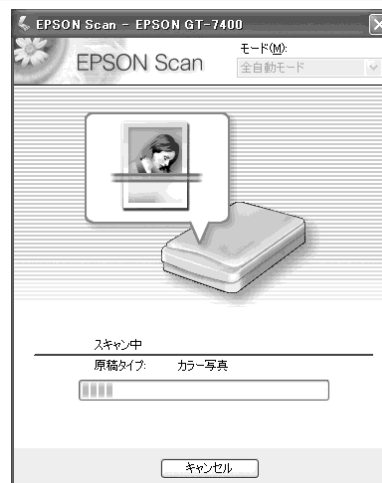 EPSON Scan - EPSON GT-7400
EPSON Scan
モード(M):
全自動モード
スキャン中
原稿タイプ: カラー写真
キャンセル